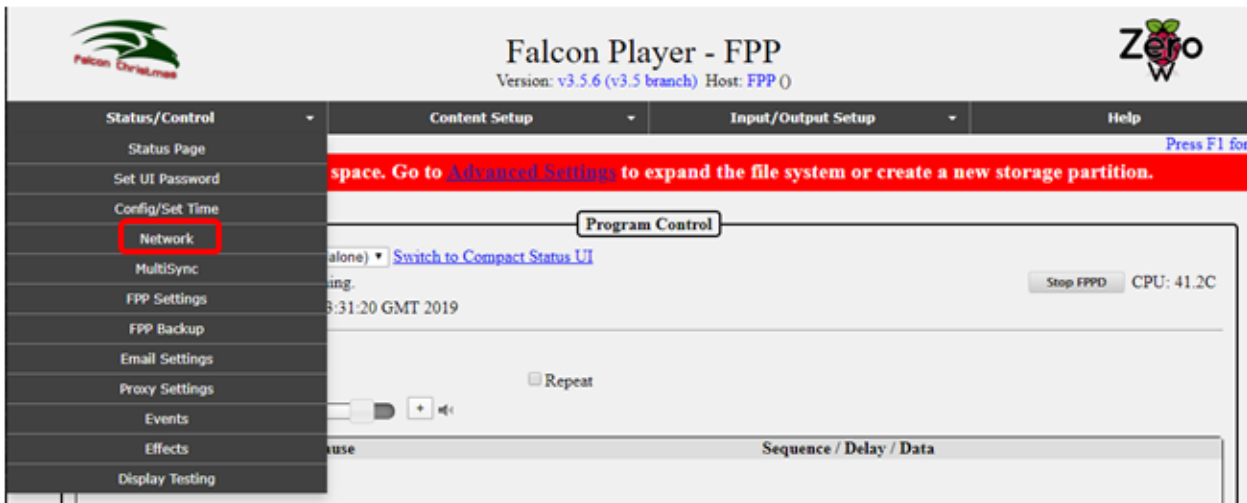 Falcon Christmas
Falcon Player - FPP
Version: v3.5.6 (v3.5 branch) Host: FPP ()
Zero
W
Status/Control
Content Setup
Input/Output Setup
Help
Press F1 for
Status Page
Set UI Password
space. Go to Advanced Settings to expand the file system or create a new storage partition.
Config/Set Time
Program Control
Network
alone) Switch to Compact Status UI
MultiSync
ing.
Stop FPPD CPU: 41.2C
FPP Settings
3:31:20 GMT 2019
FPP Backup
Email Settings
Repeat
Proxy Settings
Events
+
Effects
ause
Sequence / Delay / Data
Display Testing